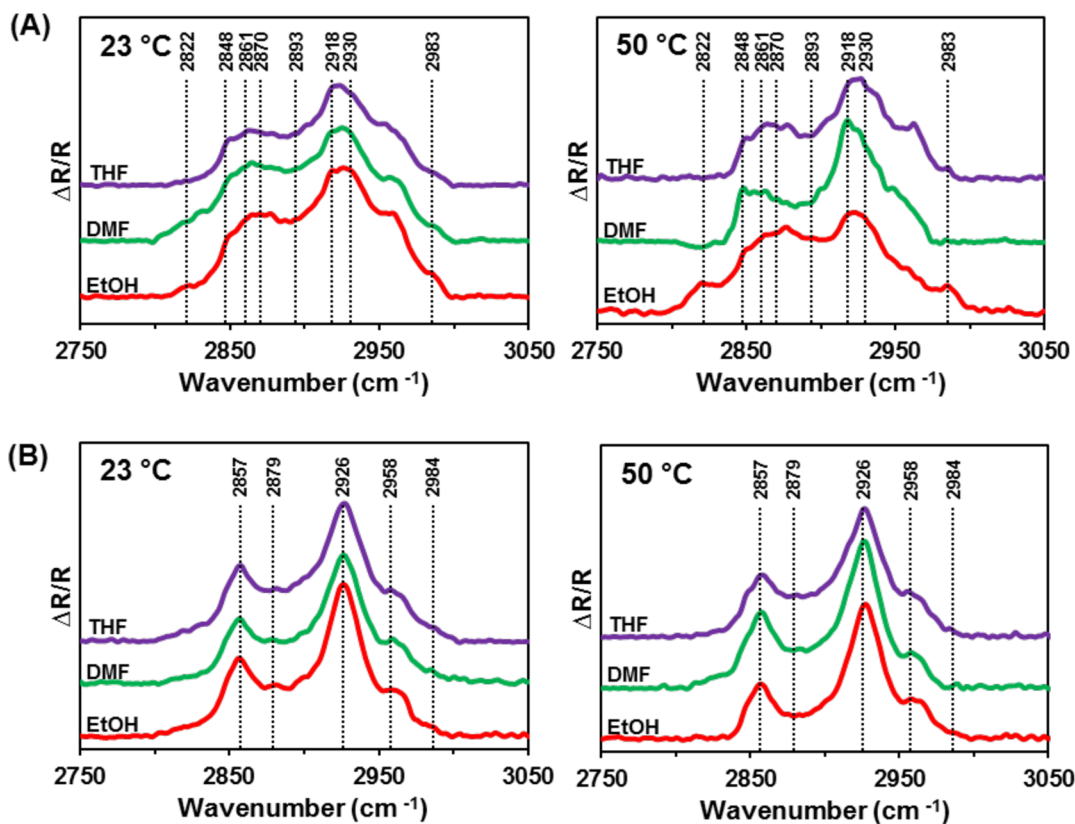 (A)
23 °C
2822
2848
2861
2870
2893
2918
2930
2983
THF
DMF
EtOH
ΔR/R
2750
2850
2950
3050
Wavenumber (cm -1)
50 °C
2822
2848
2861
2870
2893
2918
2930
2983
THF
DMF
EtOH
ΔR/R
2750
2850
2950
3050
Wavenumber (cm -1)
(B)
23 °C
2857
2879
2926
2958
2984
THF
DMF
EtOH
ΔR/R
2750
2850
2950
3050
Wavenumber (cm -1)
50 °C
2857
2879
2926
2958
2984
THF
DMF
EtOH
ΔR/R
2750
2850
2950
3050
Wavenumber (cm -1)